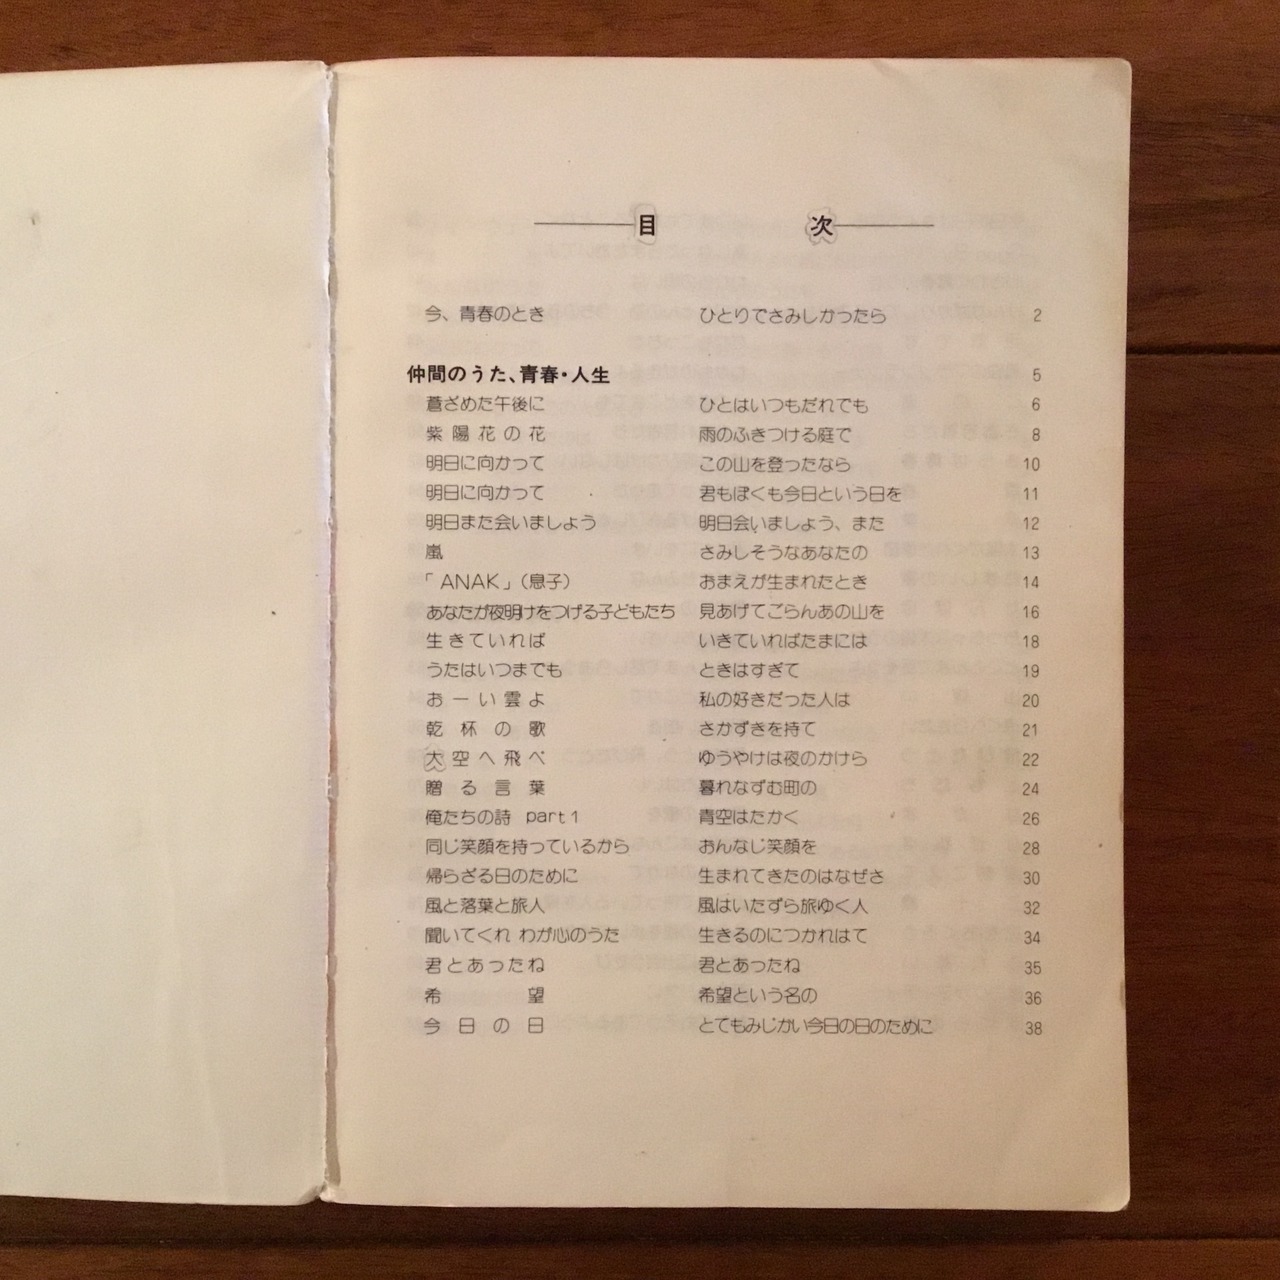 目 次
今、青春のとき ひとりでさみしかったら 2
仲間のうた、青春・人生 5
蒼ざめた午後に ひとはいつもだれでも 6
紫陽花の花 雨のふきつける庭で 8
明日に向かって この山を登ったなら 10
明日に向かって 君もぼくも今日という日を 11
明日また会いましょう 明日会いましょう、また 12
嵐 さみしそうなあなたの 13
「ANAK」(息子) おまえが生まれたとき 14
あなたが夜明けをつげる子どもたち 見あげてごらんあの山を 16
生きていれば いきていればたまには 18
うたはいつまでも ときはすぎて 19
おーい雲よ 私の好きだった人は 20
乾杯の歌 さかずきを持て 21
大空へ飛べ ゆうやけは夜のかけら 22
贈る言葉 暮れなずむ町の 24
俺たちの詩 part 1 青空はたかく 26
同じ笑顔を持っているから おんなじ笑顔を 28
帰らざる日のために 生まれてきたのはなぜさ 30
風と落葉と旅人 風はいたずら旅ゆく人 32
聞いてくれ わが心のうた 生きるのにつかれはて 34
君とあったね 君とあったね 35
希望 希望という名の 36
今日の日 とてもみじかい今日の日のために 38